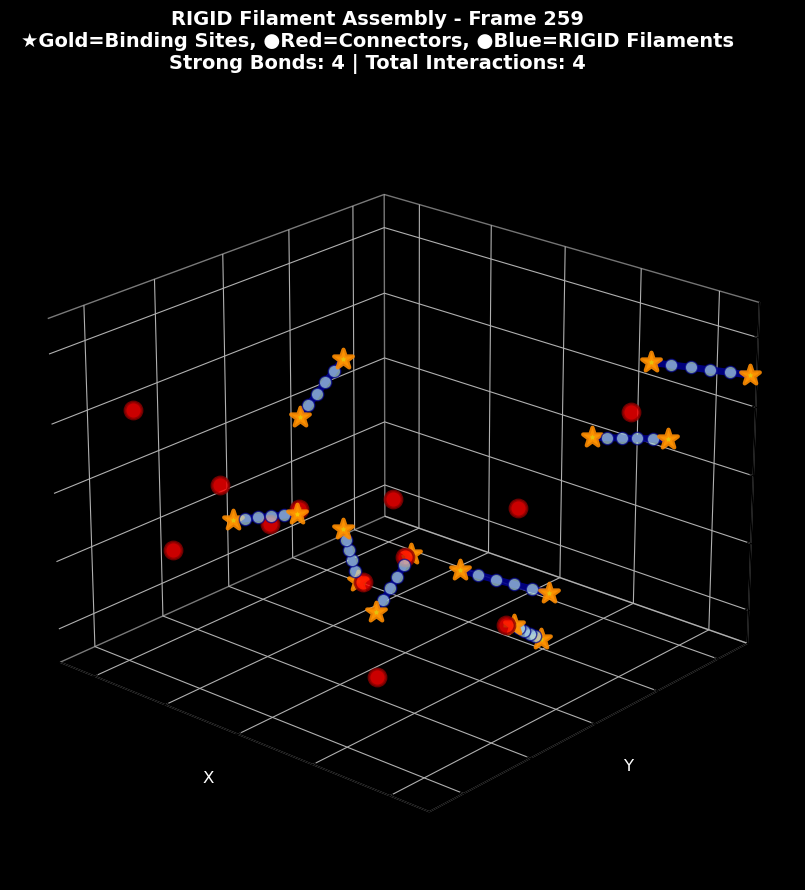 RIGID Filament Assembly - Frame 259
★Gold=Binding Sites, ●Red=Connectors, ●Blue=RIGID Filaments
Strong Bonds: 4 | Total Interactions: 4
X
Y